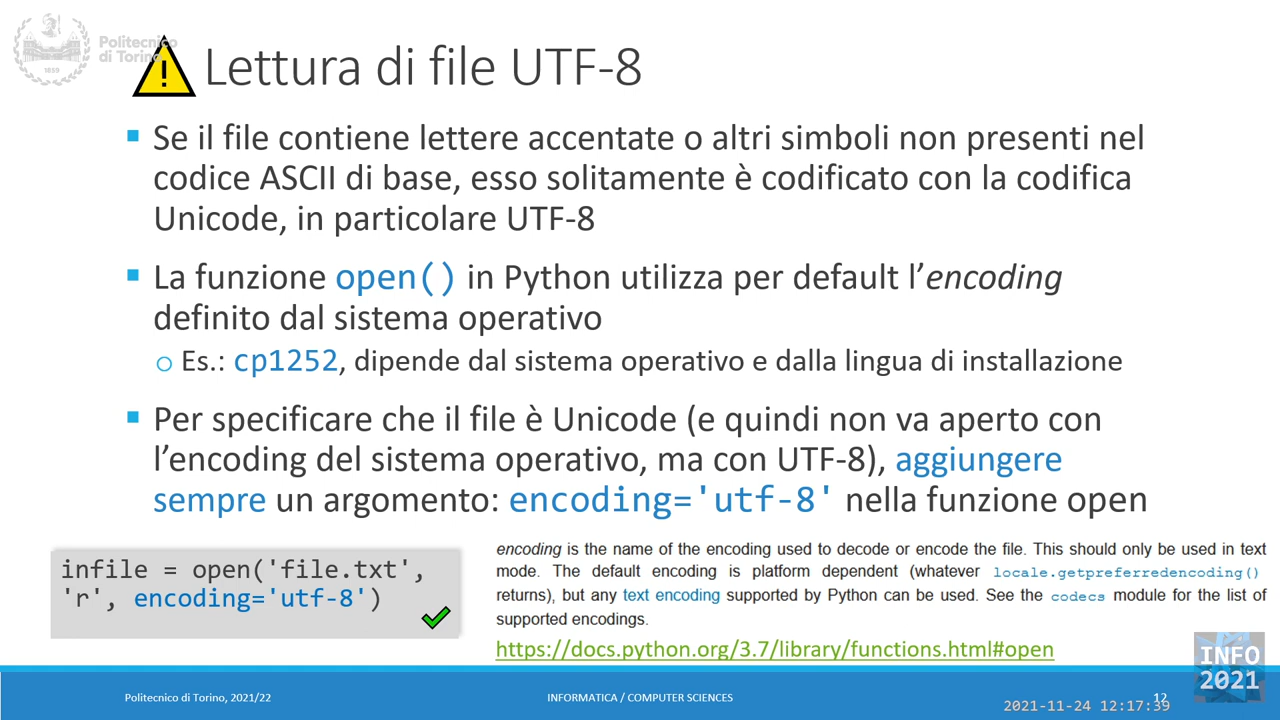 Politecnico
di Torino
1859
Lettura di file UTF-8
Se il file contiene lettere accentate o altri simboli non presenti nel
codice ASCII di base, esso solitamente è codificato con la codifica
Unicode, in particolare UTF-8
La funzione open() in Python utilizza per default l’encoding
definito dal sistema operativo
Es.: cp1252, dipende dal sistema operativo e dalla lingua di installazione
Per specificare che il file è Unicode (e quindi non va aperto con
l’encoding del sistema operativo, ma con UTF-8), aggiungere
sempre un argomento: encoding='utf-8' nella funzione open
infile = open('file.txt',
'r', encoding='utf-8')
encoding is the name of the encoding used to decode or encode the file. This should only be used in text
mode. The default encoding is platform dependent (whatever locale.getpreferredencoding()
returns), but any text encoding supported by Python can be used. See the codecs module for the list of
supported encodings.
https://docs.python.org/3.7/library/functions.html#open
INFO
2021
Politecnico di Torino, 2021/22
INFORMATICA / COMPUTER SCIENCES
12
2021-11-24 12:17:39